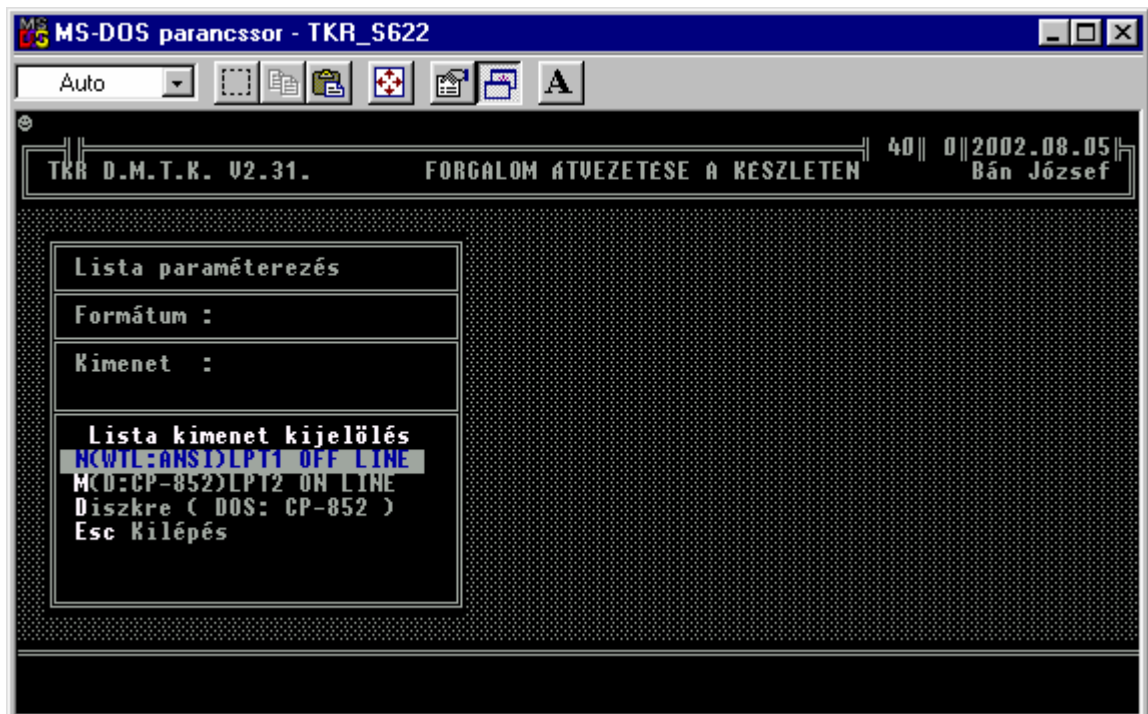 MS-DOS parancssor - TKR_S622
Auto
A
40 0 2002.08.05
TKR D.M.T.K. V2.31. FORGALOM ÁTVEZETÉSE A KÉSZLETEN Bán József
Lista paraméterezés
Formátum :
Kimenet :
Lista kimenet kijelölés
N(WTL:ANSI)LPT1 OFF LINE
M(D:CP-852)LPT2 ON LINE
Diszkre ( DOS: CP-852 )
Esc Kilépés